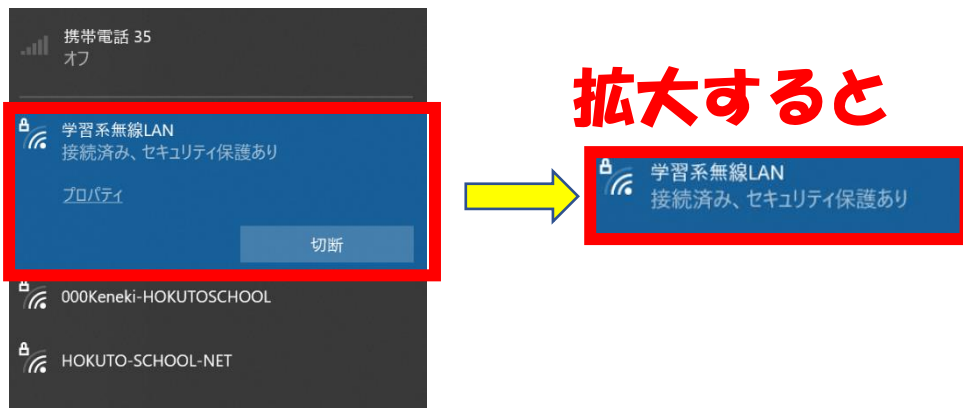 携帯電話 35
オフ
学習系無線LAN
接続済み、セキュリティ保護あり
プロパティ
切断
000Keneki-HOKUTOSCHOOL
HOKUTO-SCHOOL-NET
拡大すると
学習系無線LAN
接続済み、セキュリティ保護あり